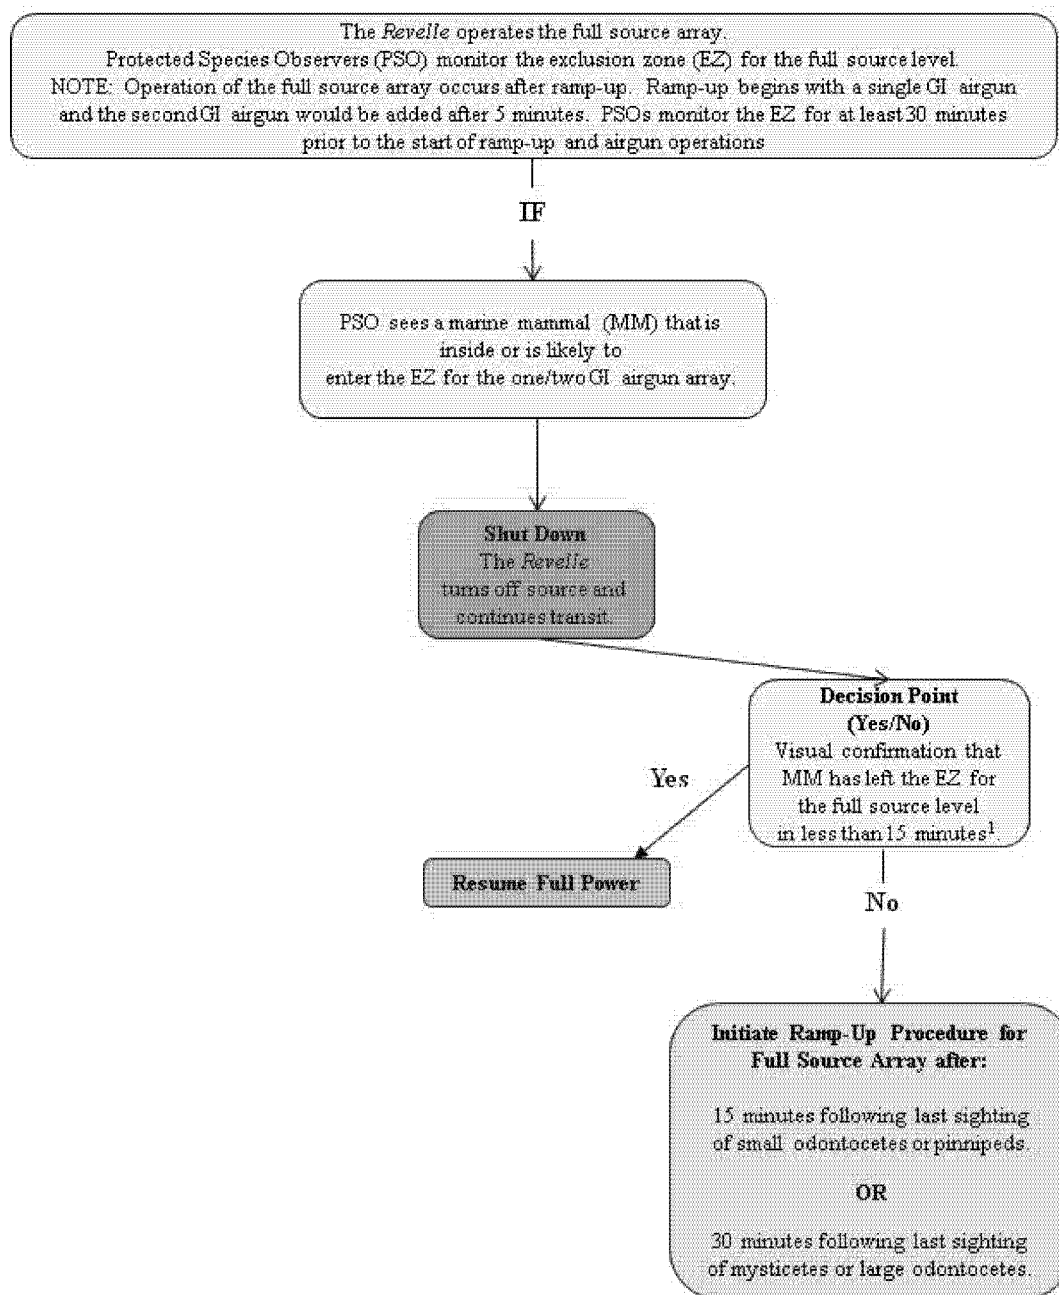 The Revelle operates the full source array.
Protected Species Observers (PSO) monitor the exclusion zone (EZ) for the full source level.
NOTE: Operation of the full source array occurs after ramp-up. Ramp-up begins with a single GI airgun
and the second GI airgun would be added after 5 minutes. PSOs monitor the EZ for at least 30 minutes
prior to the start of ramp-up and airgun operations
IF
PSO sees a marine mammal (MM) that is
inside or is likely to
enter the EZ for the one/two GI airgun array.
Shut Down
The Revelle
turns off source and
continues transit.
Decision Point
(Yes/No)
Visual confirmation that
MM has left the EZ for
the full source level
in less than 15 minutes¹.
Yes
Resume Full Power
No
Initiate Ramp-Up Procedure for
Full Source Array after:
15 minutes following last sighting
of small odontocetes or pinnipeds.
OR
30 minutes following last sighting
of mysticetes or large odontocetes.